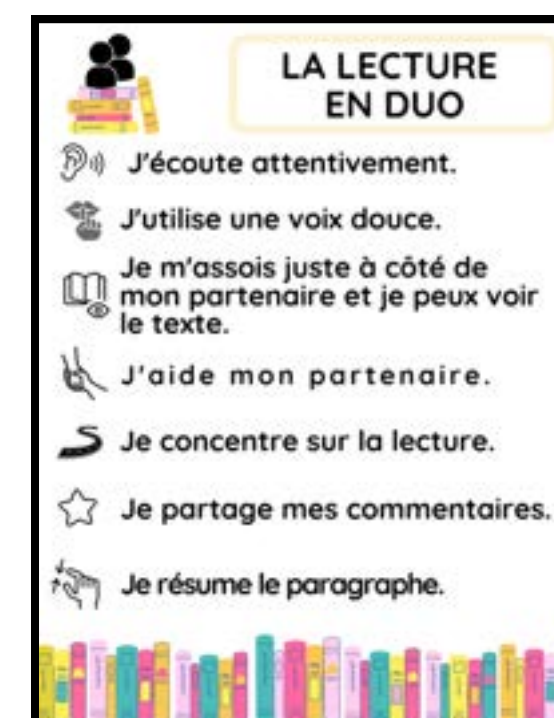 LA LECTURE
EN DUO
J'écoute attentivement.
J'utilise une voix douce.
Je m'assois juste à côté de
mon partenaire et je peux voir
le texte.
J'aide mon partenaire.
Je concentre sur la lecture.
Je partage mes commentaires.
Je résume le paragraphe.